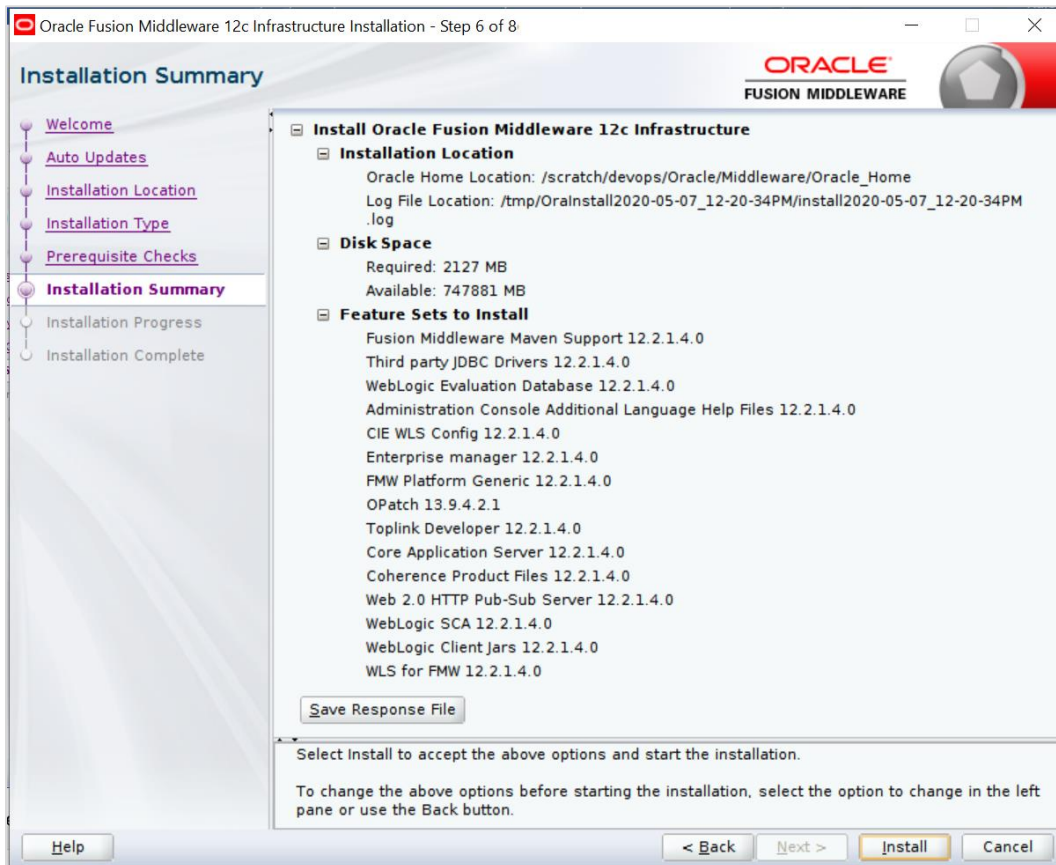 Oracle Fusion Middleware 12c Infrastructure Installation - Step 6 of 8
Installation Summary
ORACLE
FUSION MIDDLEWARE
Welcome
Auto Updates
Installation Location
Installation Type
Prerequisite Checks
Installation Summary
Installation Progress
Installation Complete
Install Oracle Fusion Middleware 12c Infrastructure
Installation Location
Oracle Home Location: /scratch/devops/Oracle/Middleware/Oracle_Home
Log File Location: /tmp/OraInstall2020-05-07_12-20-34PM/install2020-05-07_12-20-34PM
.log
Disk Space
Required: 2127 MB
Available: 747881 MB
Feature Sets to Install
Fusion Middleware Maven Support 12.2.1.4.0
Third party JDBC Drivers 12.2.1.4.0
WebLogic Evaluation Database 12.2.1.4.0
Administration Console Additional Language Help Files 12.2.1.4.0
CIE WLS Config 12.2.1.4.0
Enterprise manager 12.2.1.4.0
FMW Platform Generic 12.2.1.4.0
OPatch 13.9.4.2.1
Toplink Developer 12.2.1.4.0
Core Application Server 12.2.1.4.0
Coherence Product Files 12.2.1.4.0
Web 2.0 HTTP Pub-Sub Server 12.2.1.4.0
WebLogic SCA 12.2.1.4.0
WebLogic Client Jars 12.2.1.4.0
WLS for FMW 12.2.1.4.0
Save Response File
Select Install to accept the above options and start the installation.
To change the above options before starting the installation, select the option to change in the left
pane or use the Back button.
Help
< Back
Next >
Install
Cancel